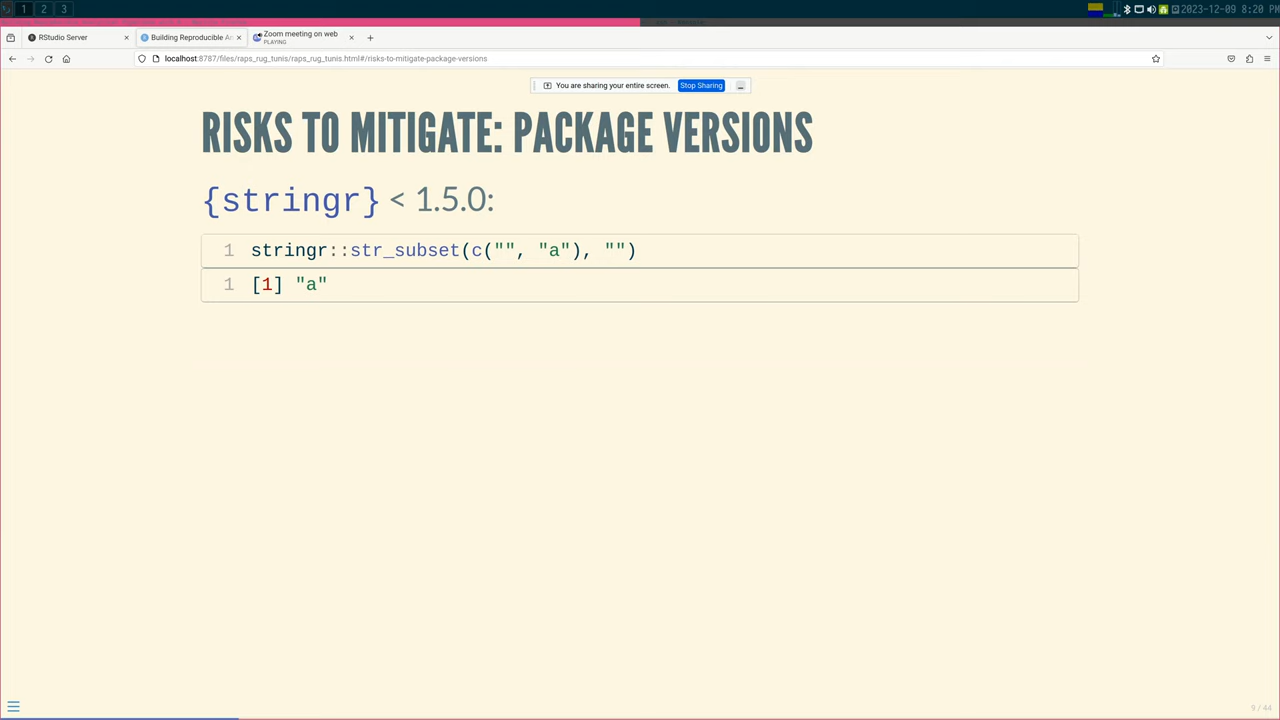 1 2 3
2023-12-09 8:20 PM
RStudio Server
Building Reproducible An
Zoom meeting on web
PLAYING
localhost:8787/files/raps_rug_tunis/raps_rug_tunis.html#/risks-to-mitigate-package-versions
You are sharing your entire screen. Stop Sharing
RISKS TO MITIGATE: PACKAGE VERSIONS
{stringr} < 1.5.0:
1 stringr::str_subset(c("", "a"), "")
1 [1] "a"
9 / 44